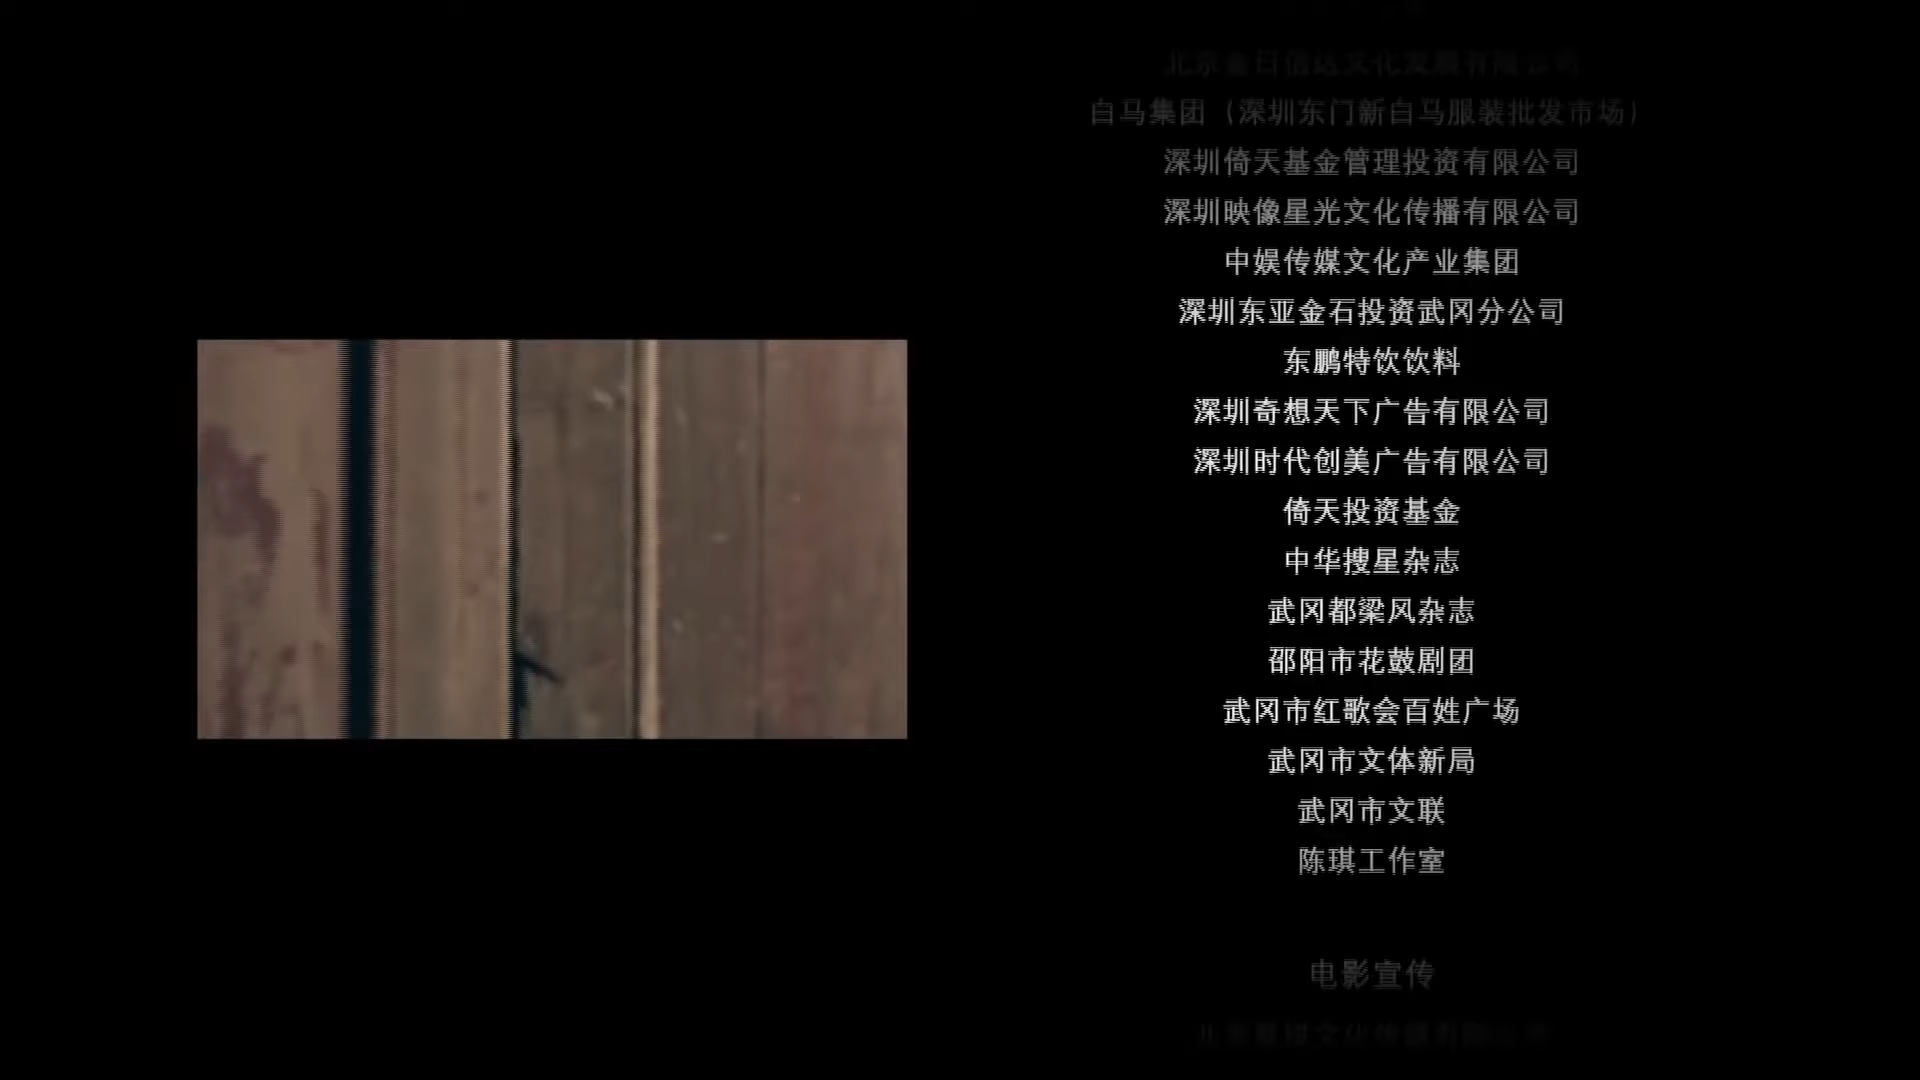 白马集团（深圳东门新白马服装批发市场）
深圳倚天基金管理投资有限公司
深圳映像星光文化传播有限公司
中娱传媒文化产业集团
深圳东亚金石投资武冈分公司
东鹏特饮饮料
深圳奇想天下广告有限公司
深圳时代创美广告有限公司
倚天投资基金
中华搜星杂志
武冈都梁风杂志
邵阳市花鼓剧团
武冈市红歌会百姓广场
武冈市文体新局
武冈市文联
陈琪工作室
电影宣传